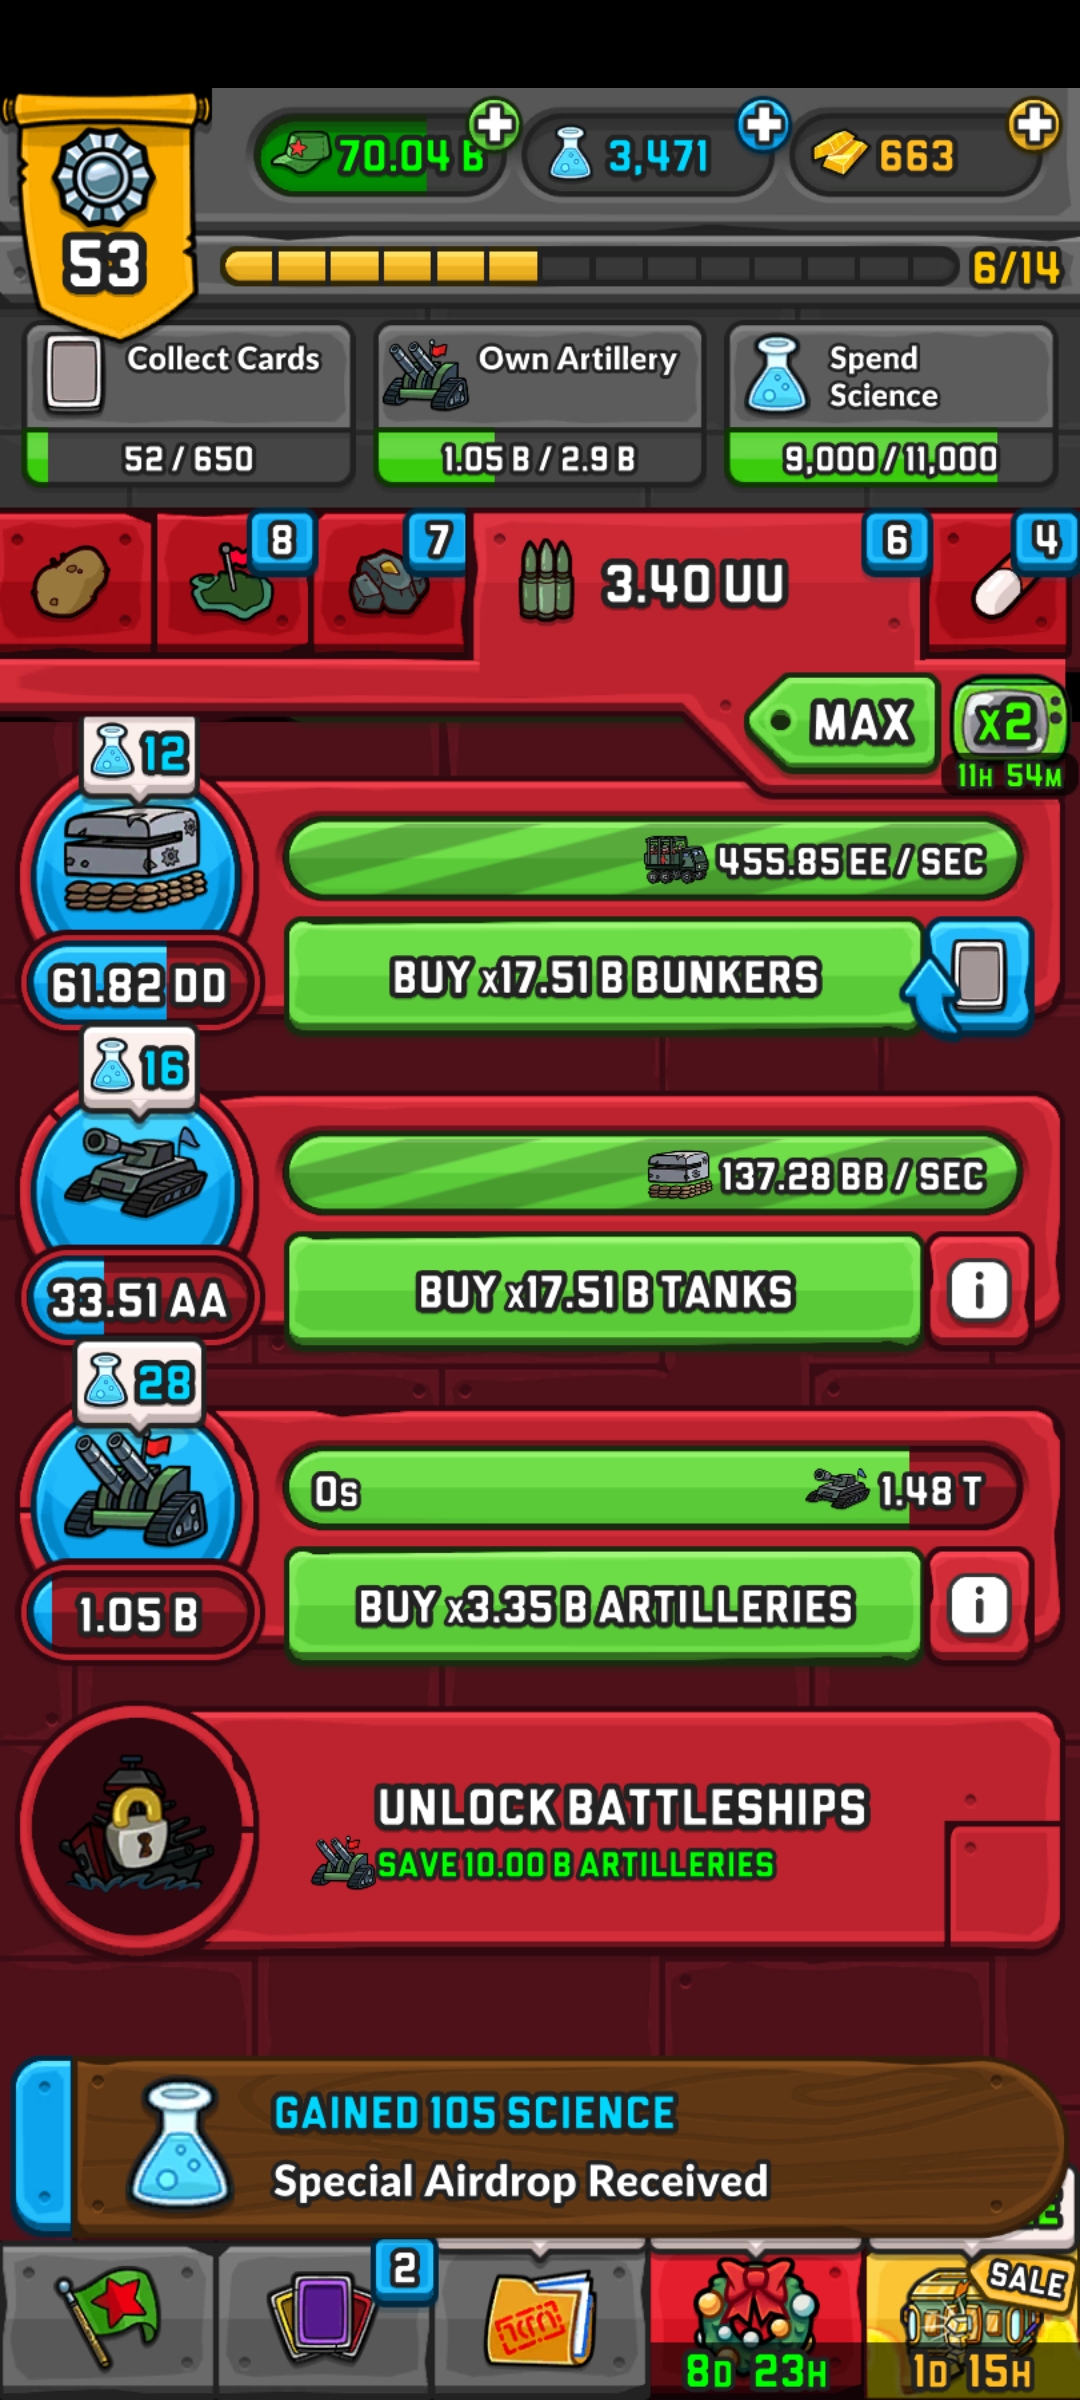 53
70.04 B
3,471
663
6/14
Collect Cards
52 / 650
Own Artillery
1.05 B / 2.9 B
Spend
Science
9,000 / 11,000
8
7
3.40 UU
6
4
MAX
x2
11H 54M
12
455.85 EE / SEC
61.82 DD
BUY x17.51 B BUNKERS
16
137.28 BB / SEC
33.51 AA
BUY x17.51 B TANKS
i
28
0s
1.48 T
1.05 B
BUY x3.35 B ARTILLERIES
i
UNLOCK BATTLESHIPS
SAVE 10.00 B ARTILLERIES
GAINED 105 SCIENCE
Special Airdrop Received
2
SALE
8D 23H
1D 15H